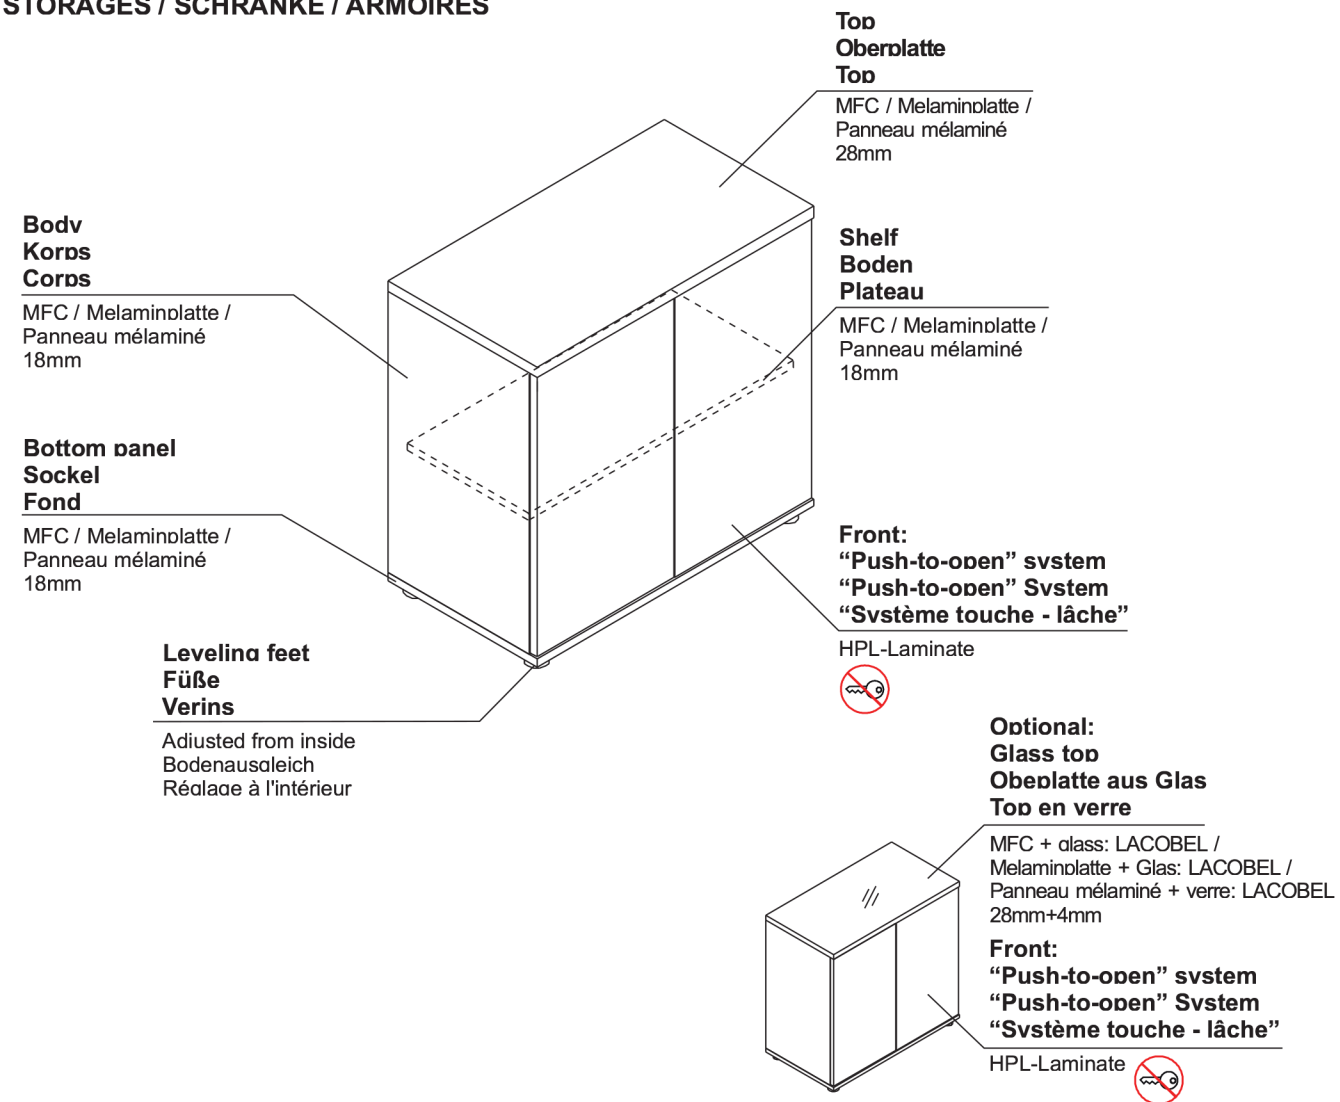 STORAGES / SCHRÄNKE / ARMOIRES
Top
Oberplatte
Top
MFC / Melaminplatte /
Panneau mélaminé
28mm
Body
Korps
Corps
MFC / Melaminplatte /
Panneau mélaminé
18mm
Shelf
Boden
Plateau
MFC / Melaminplatte /
Panneau mélaminé
18mm
Bottom panel
Sockel
Fond
MFC / Melaminplatte /
Panneau mélaminé
18mm
Front:
“Push-to-open” system
“Push-to-open” System
“Système touche - lâche”
HPL-Laminate
Leveling feet
Füße
Verins
Adjusted from inside
Bodenausgleich
Réglage à l'intérieur
Optional:
Glass top
Obeplatte aus Glas
Top en verre
MFC + glass: LACOBEL /
Melaminplatte + Glas: LACOBEL /
Panneau mélaminé + verre: LACOBEL
28mm+4mm
Front:
“Push-to-open” system
“Push-to-open” System
“Système touche - lâche”
HPL-Laminate